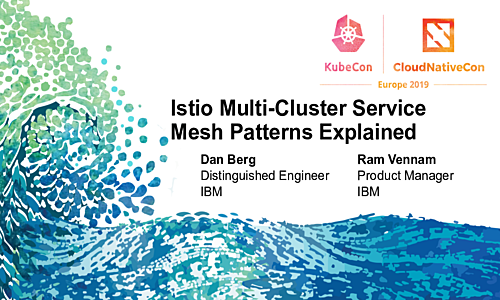 KubeCon
CloudNativeCon
Europe 2019
Istio Multi-Cluster Service
Mesh Patterns Explained
Dan Berg
Distinguished Engineer
IBM
Ram Vennam
Product Manager
IBM